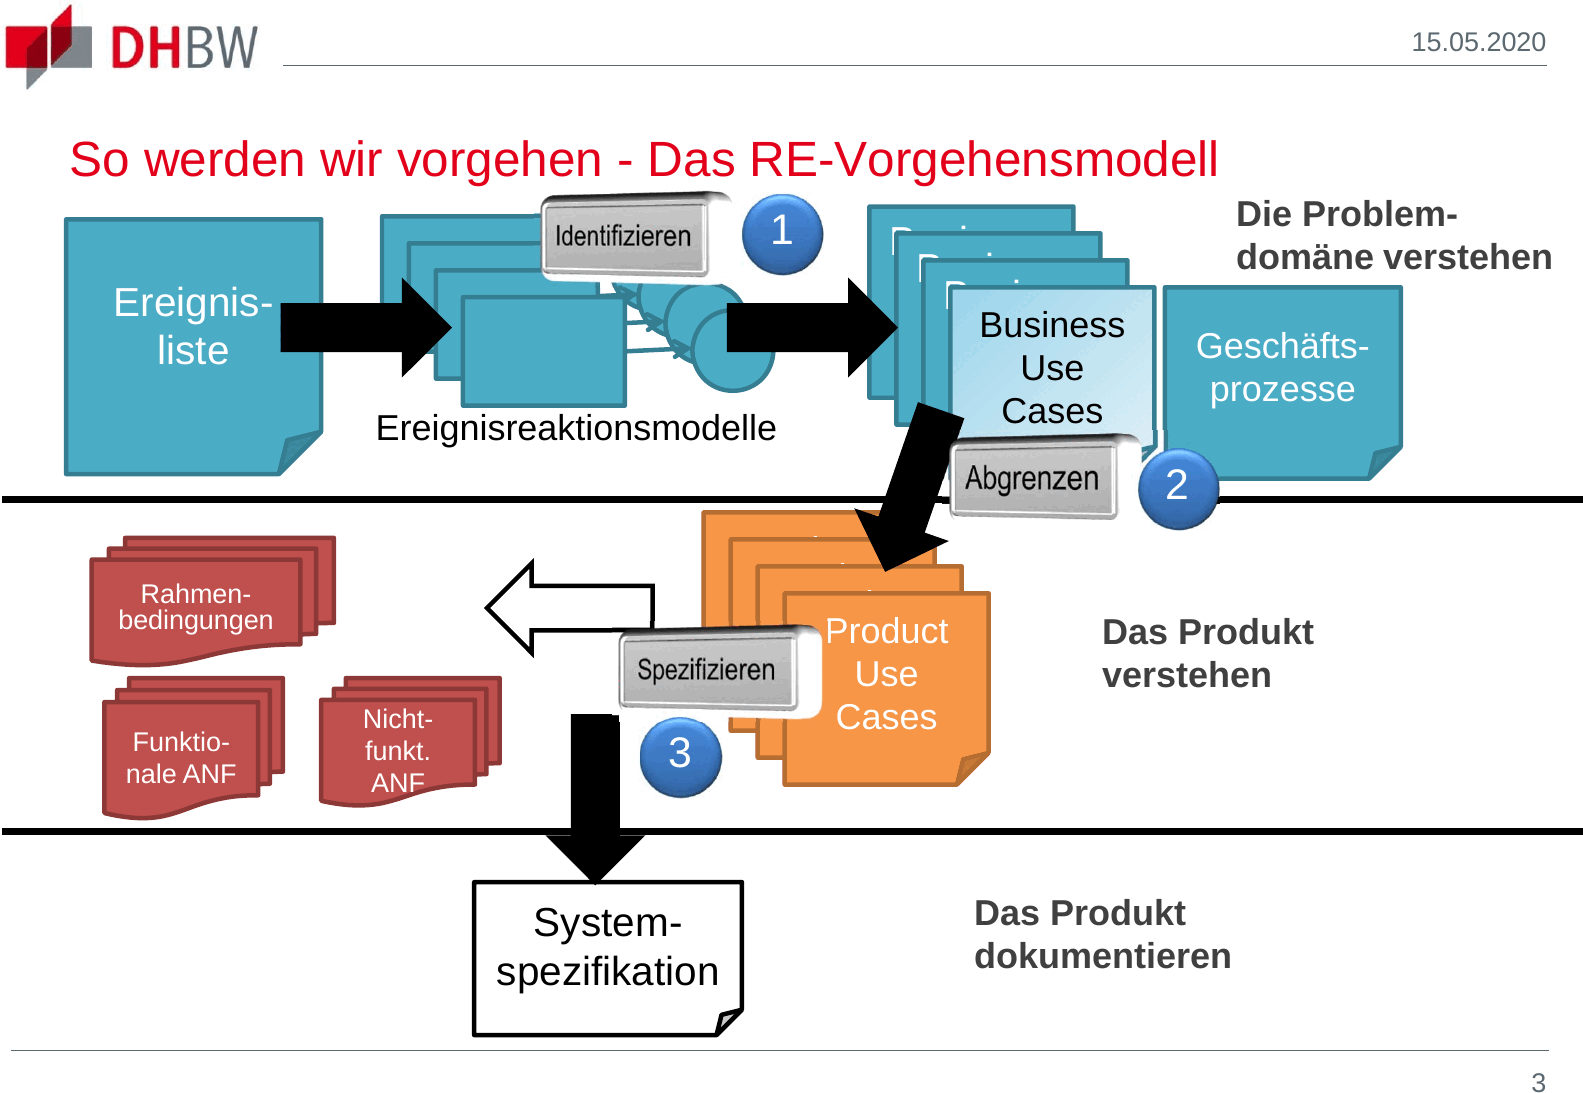 DHBW
15.05.2020
So werden wir vorgehen - Das RE-Vorgehensmodell
Identifizieren
1
Die Problem-
domäne verstehen
Ereignis-
liste
Business
Use
Cases
Geschäfts-
prozesse
Ereignisreaktionsmodelle
Abgrenzen
2
Rahmen-
bedingungen
Product
Use
Cases
Das Produkt
verstehen
Spezifizieren
3
Funktio-
nale ANF
Nicht-
funkt.
ANF
System-
spezifikation
Das Produkt
dokumentieren
3